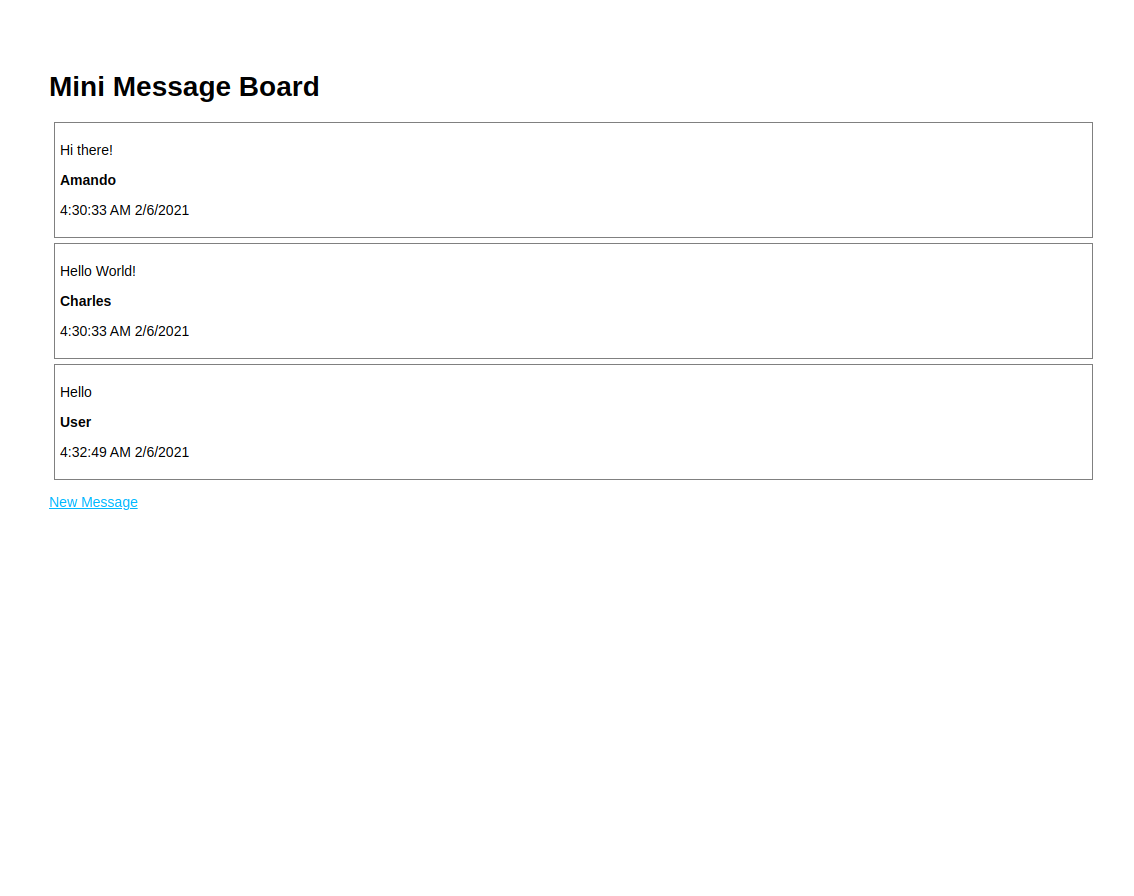 Mini Message Board
Hi there!
Amando
4:30:33 AM 2/6/2021
Hello World!
Charles
4:30:33 AM 2/6/2021
Hello
User
4:32:49 AM 2/6/2021
New Message